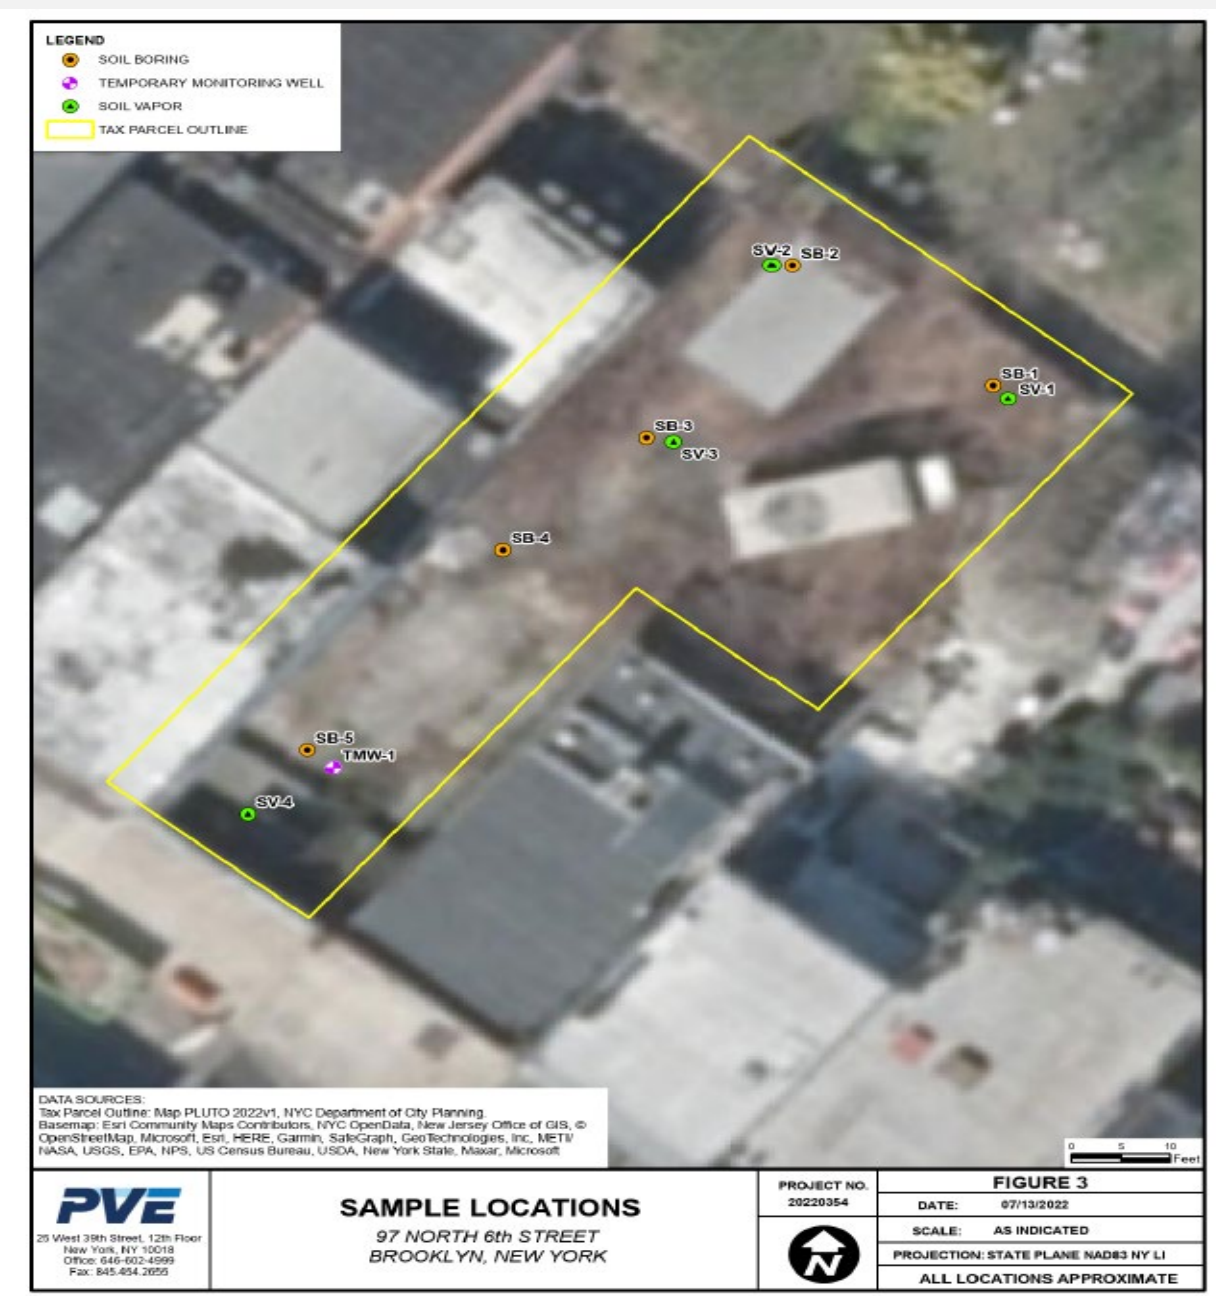 LEGEND
SOIL BORING
TEMPORARY MONITORING WELL
SOIL VAPOR
TAX PARCEL OUTLINE
SV-2 SB-2
SB-1
SV-1
SB-3
SV-3
SB-4
SB-5
TMW-1
SV-4
DATA SOURCES:
Tax Parcel Outline: Map PLUTO 2022v1, NYC Department of City Planning.
Basemap: Esri Community Maps Contributors, NYC OpenData, New Jersey Office of GIS, ©
OpenStreetMap, Microsoft, Esri, HERE, Garmin, SafeGraph, GeoTechnologies, Inc, METI/
NASA, USGS, EPA, NPS, US Census Bureau, USDA, New York State, Maxar, Microsoft
0 5 10
Feet
PVE
25 West 39th Street, 12th Floor
New York, NY 10018
Office: 646-602-4999
Fax: 845.454.2655
SAMPLE LOCATIONS
97 NORTH 6th STREET
BROOKLYN, NEW YORK
PROJECT NO.
20220354
N
FIGURE 3
DATE: 07/13/2022
SCALE: AS INDICATED
PROJECTION: STATE PLANE NAD83 NY LI
ALL LOCATIONS APPROXIMATE